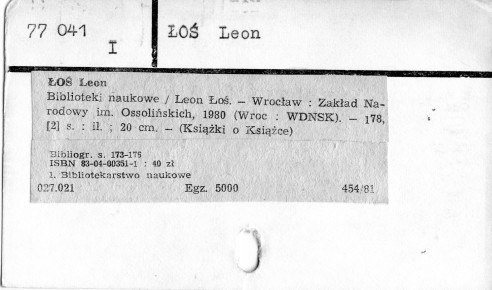 77 041
I
ŁOŚ Leon
ŁOŚ Leon
Biblioteki naukowe / Leon Łoś. — Wrocław : Zakład Na-
rodowy im. Ossolińskich, 1980 (Wroc : WDNSK). — 178,
[2] s. : il. ; 20 cm. — (Książki o Książce)
Bibliogr. s. 173-176
ISBN 83-04-00351-1 : 40 zł
1. Bibliotekarstwo naukowe
027.021 Egz. 5000 454/81